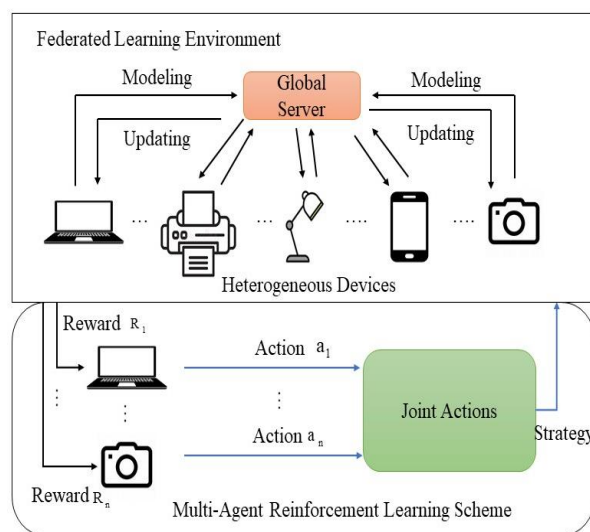 Federated Learning Environment
Modeling
Global
Server
Modeling
Updating
Updating
Heterogeneous Devices
Reward R1
Action a1
Joint Actions
Action an
Strategy
Reward Rn
Multi-Agent Reinforcement Learning Scheme